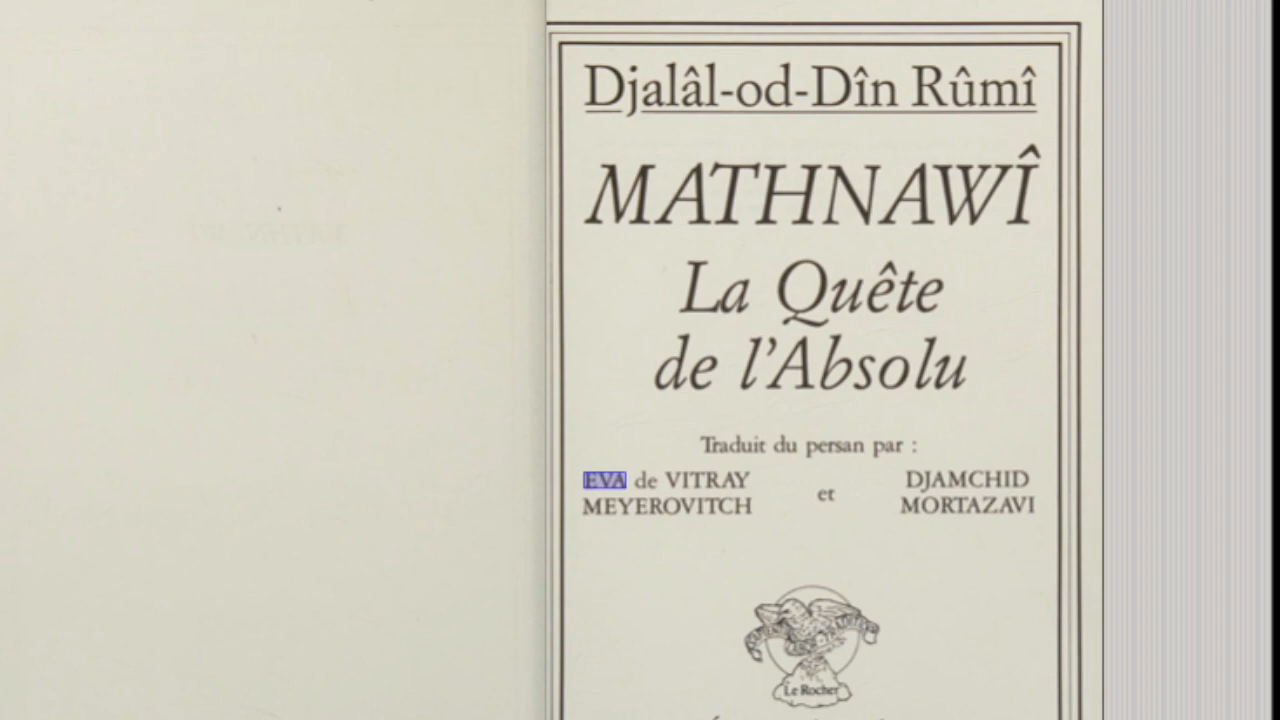 Djalâl-od-Dîn Rûmî
MATHNAWÎ
La Quête
de l'Absolu
Traduit du persan par :
EVA de VITRAY
MEYEROVITCH
et
DJAMCHID
MORTAZAVI
Le Rocher